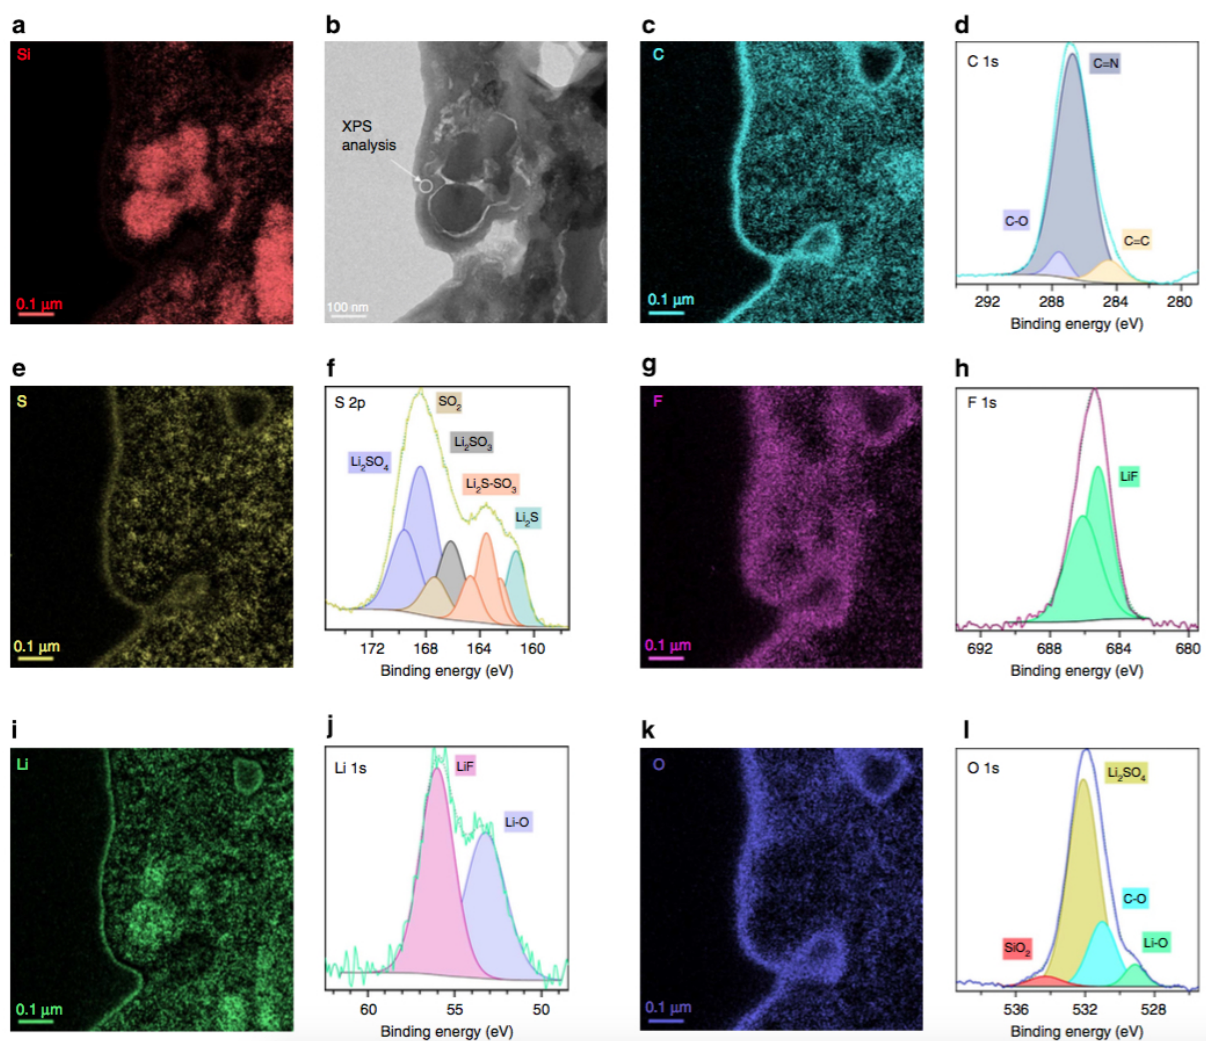 a
Si
0.1 μm
b
XPS
analysis
100 nm
c
C
0.1 μm
d
C 1s
C=N
C-O
C=C
292 288 284 280
Binding energy (eV)
e
S
0.1 μm
f
S 2p
SO2
Li2SO3
Li2SO4
Li2S-SO3
Li2S
172 168 164 160
Binding energy (eV)
g
F
0.1 μm
h
F 1s
LiF
692 688 684 680
Binding energy (eV)
i
Li
0.1 μm
j
Li 1s
LiF
Li-O
60 55 50
Binding energy (eV)
k
O
0.1 μm
l
O 1s
Li2SO4
C-O
SiO2
Li-O
536 532 528
Binding energy (eV)